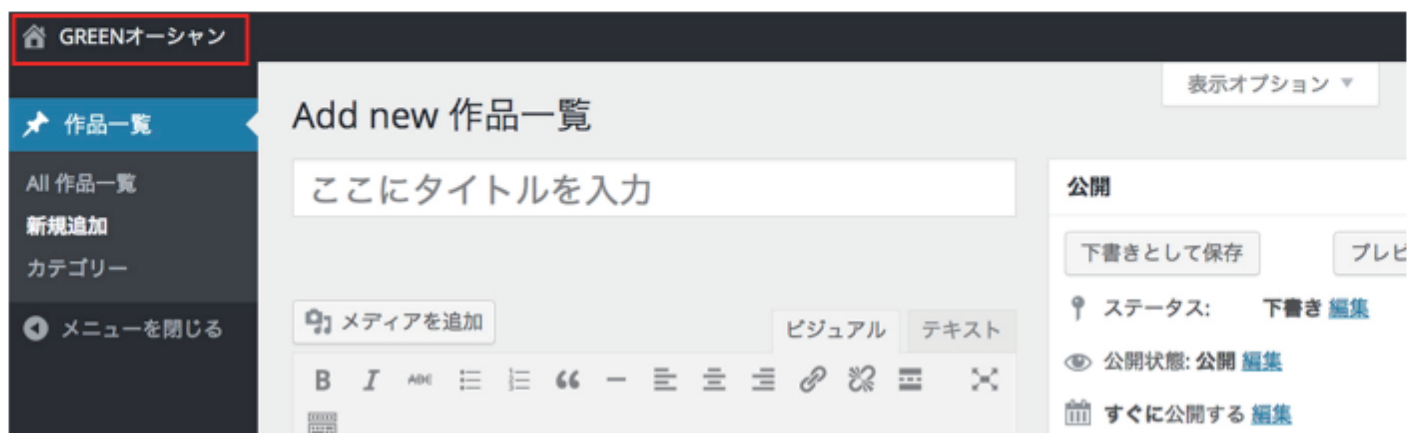 GREENオーシャン
表示オプション
作品一覧
Add new 作品一覧
All 作品一覧
ここにタイトルを入力
公開
新規追加
下書きとして保存
プレビ
カテゴリー
ステータス: 下書き 編集
メディアを追加
メニューを閉じる
ビジュアル
テキスト
公開状態: 公開 編集
B I ABC
すぐに公開する 編集